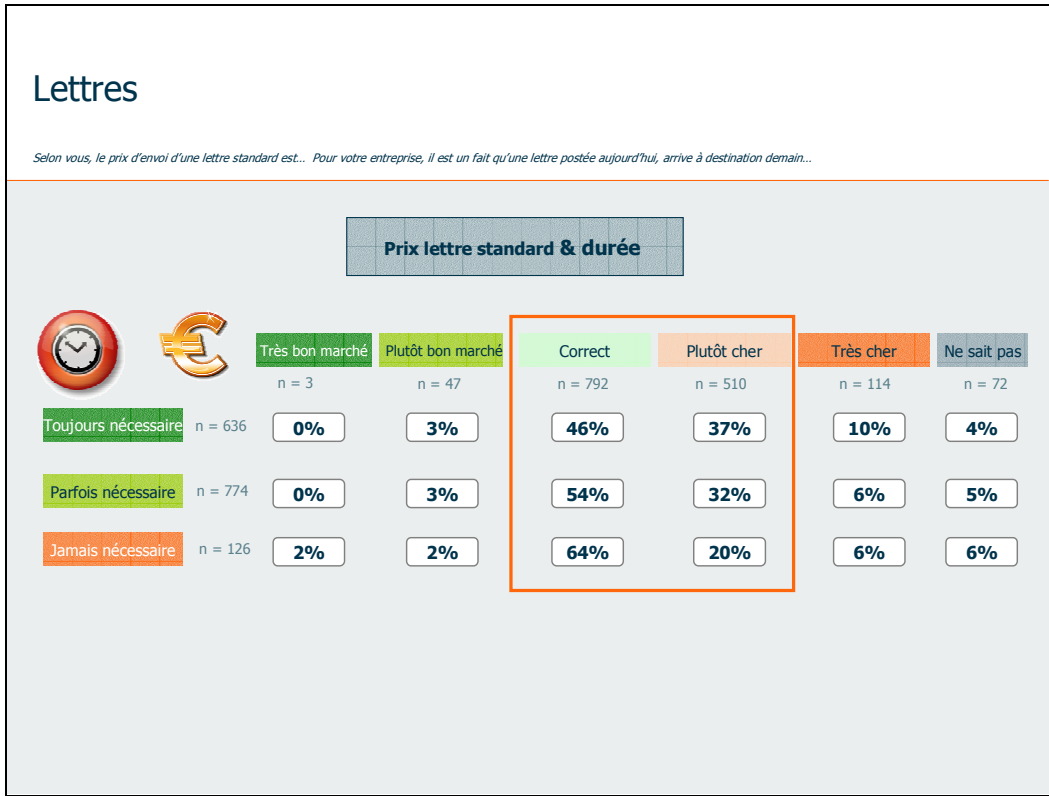 Lettres
Selon vous, le prix d'envoi d'une lettre standard est… Pour votre entreprise, il est un fait qu'une lettre postée aujourd'hui, arrive à destination demain…
Prix lettre standard & durée
Très bon marché Plutôt bon marché Correct Plutôt cher Très cher Ne sait pas
n = 3 n = 47 n = 792 n = 510 n = 114 n = 72
Toujours nécessaire n = 636 0% 3% 46% 37% 10% 4%
Parfois nécessaire n = 774 0% 3% 54% 32% 6% 5%
Jamais nécessaire n = 126 2% 2% 64% 20% 6% 6%